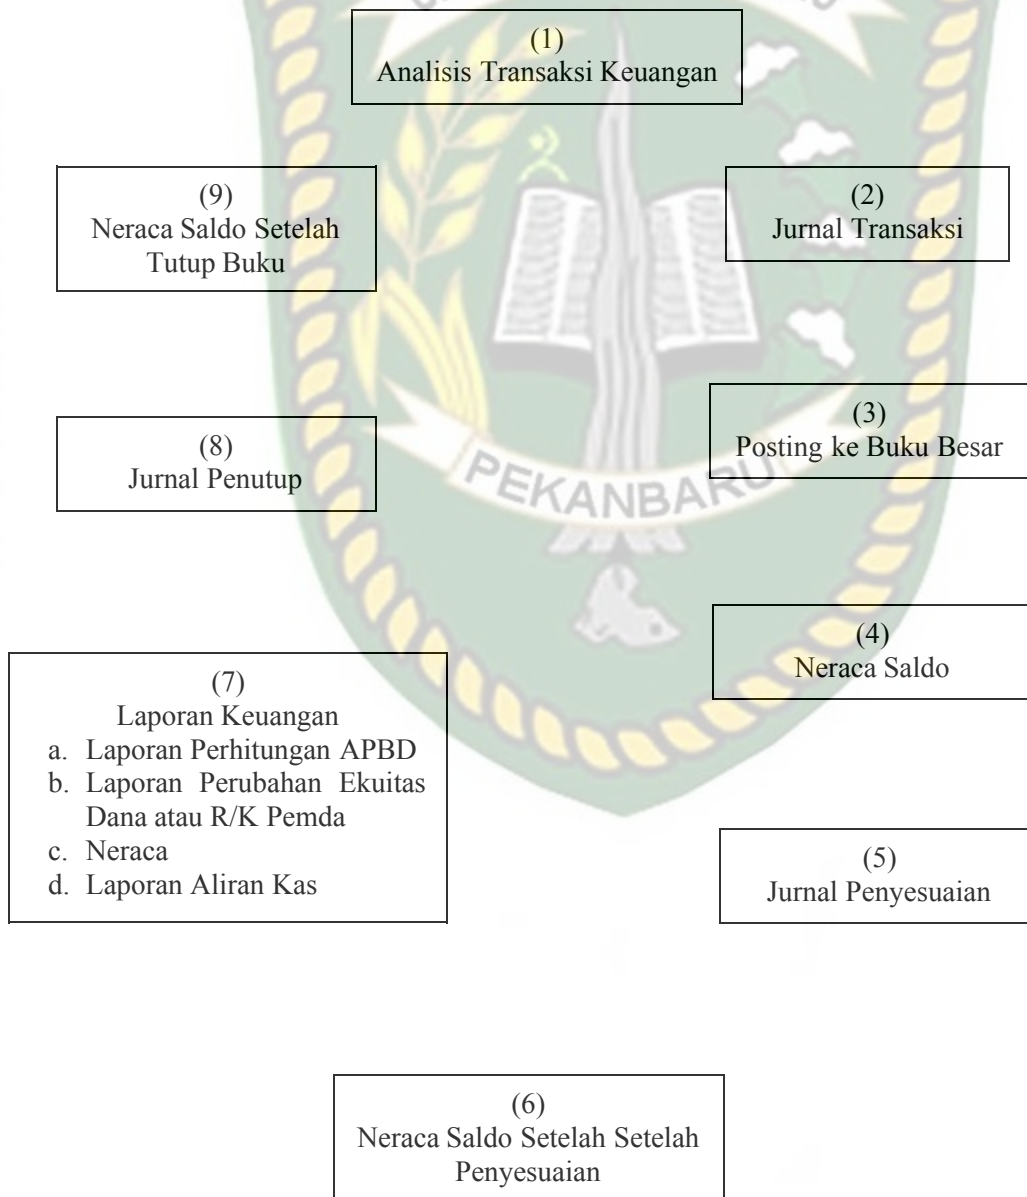 (1)
Analisis Transaksi Keuangan
(9)
Neraca Saldo Setelah
Tutup Buku
(2)
Jurnal Transaksi
(3)
Posting ke Buku Besar
(8)
Jurnal Penutup
PEKANBARU
(4)
Neraca Saldo
(7)
Laporan Keuangan
a. Laporan Perhitungan APBD
b. Laporan Perubahan Ekuitas
Dana atau R/K Pemda
c. Neraca
d. Laporan Aliran Kas
(5)
Jurnal Penyesuaian
(6)
Neraca Saldo Setelah Setelah
Penyesuaian